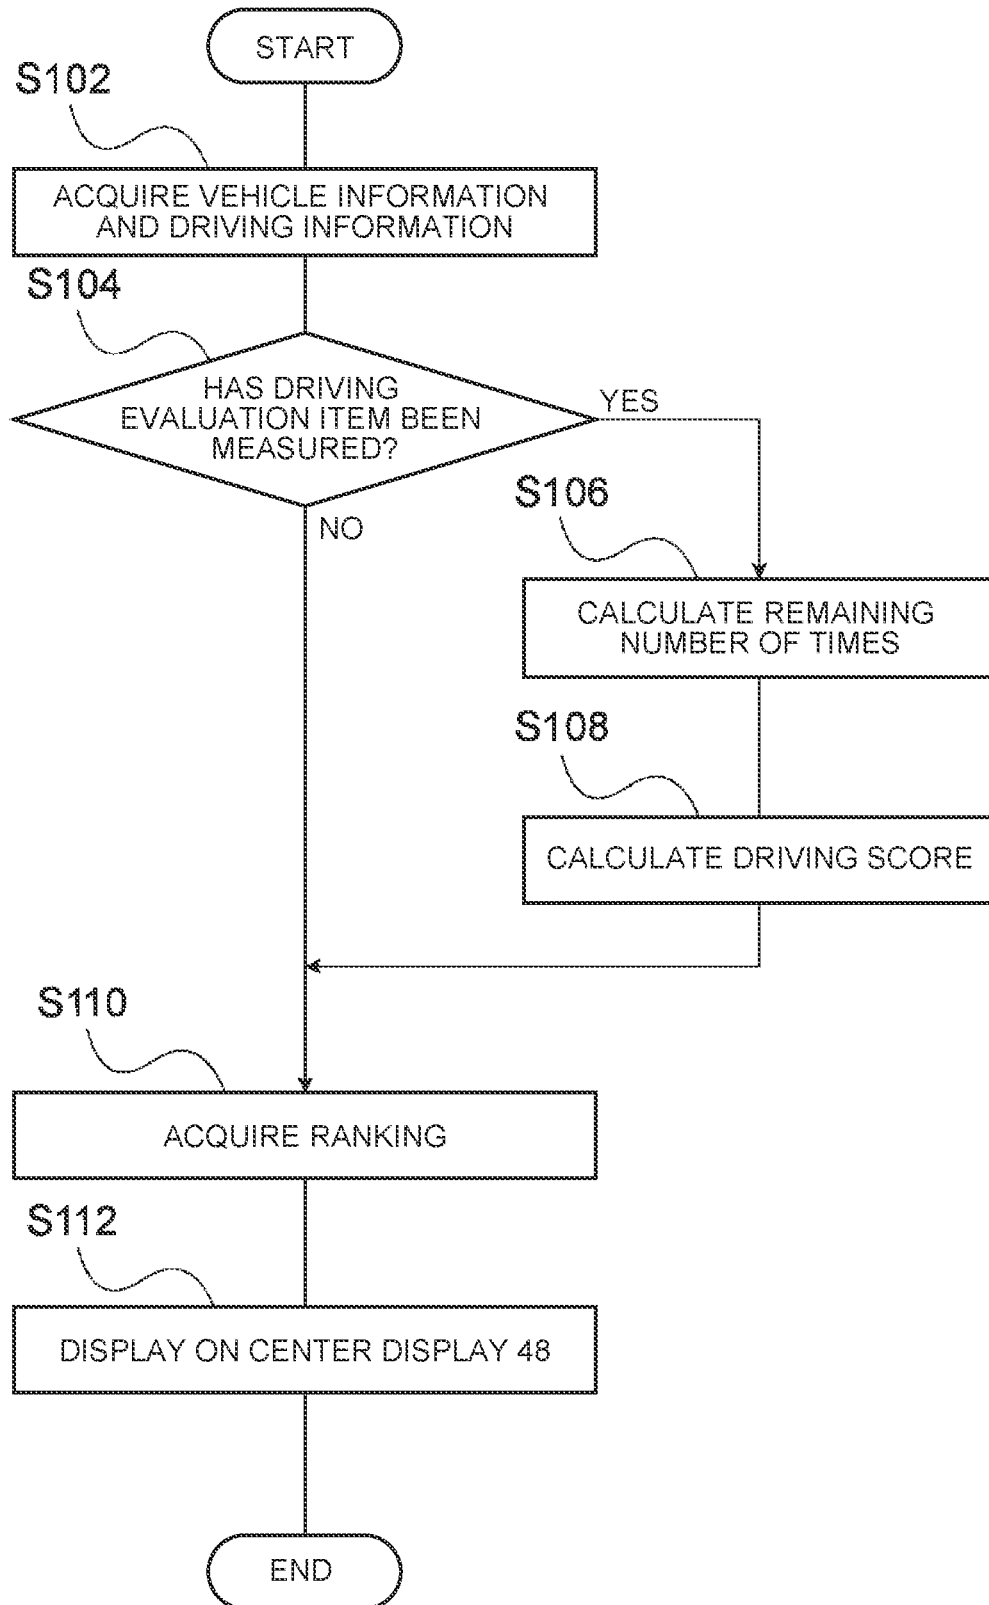 START
S102
ACQUIRE VEHICLE INFORMATION
AND DRIVING INFORMATION
S104
HAS DRIVING
EVALUATION ITEM BEEN
MEASURED?
YES
NO
S106
CALCULATE REMAINING
NUMBER OF TIMES
S108
CALCULATE DRIVING SCORE
S110
ACQUIRE RANKING
S112
DISPLAY ON CENTER DISPLAY 48
END